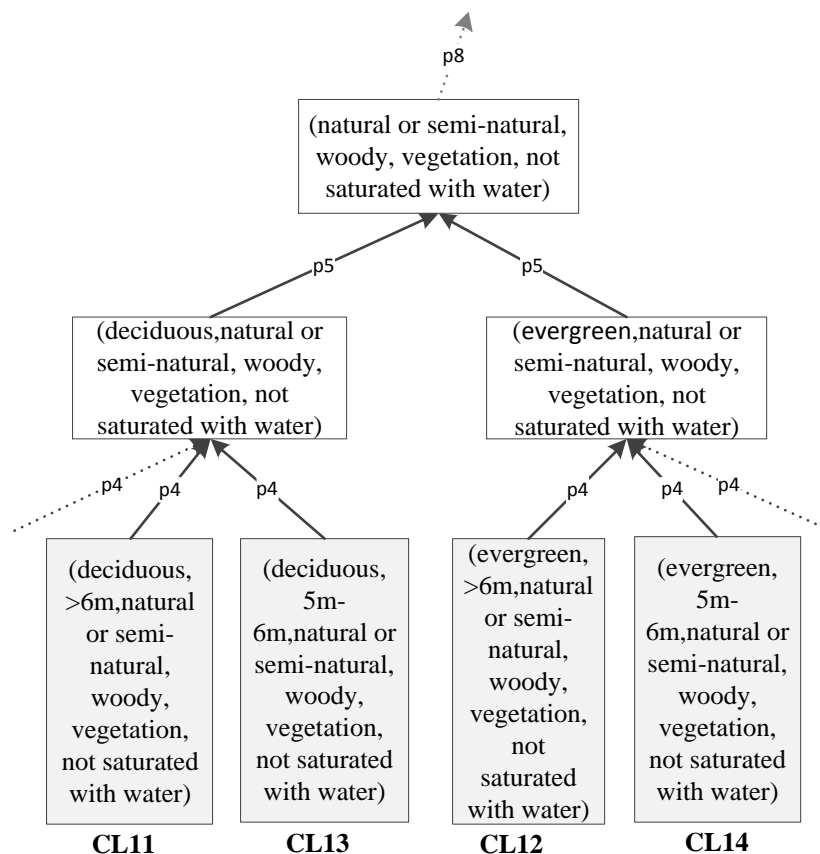 p8
(natural or semi-natural,
woody, vegetation, not
saturated with water)
p5
p5
(deciduous,natural or
semi-natural, woody,
vegetation, not
saturated with water)
(evergreen,natural or
semi-natural, woody,
vegetation, not
saturated with water)
p4
p4
p4
p4
p4
p4
(deciduous,
>6m,natural
or semi-
natural,
woody,
vegetation,
not saturated
with water)
(deciduous,
5m-
6m,natural or
semi-natural,
woody,
vegetation,
not saturated
with water)
(evergreen,
>6m,natural
or semi-
natural,
woody,
vegetation,
not
saturated
with water)
(evergreen,
5m-
6m,natural or
semi-natural,
woody,
vegetation,
not saturated
with water)
CL11
CL13
CL12
CL14